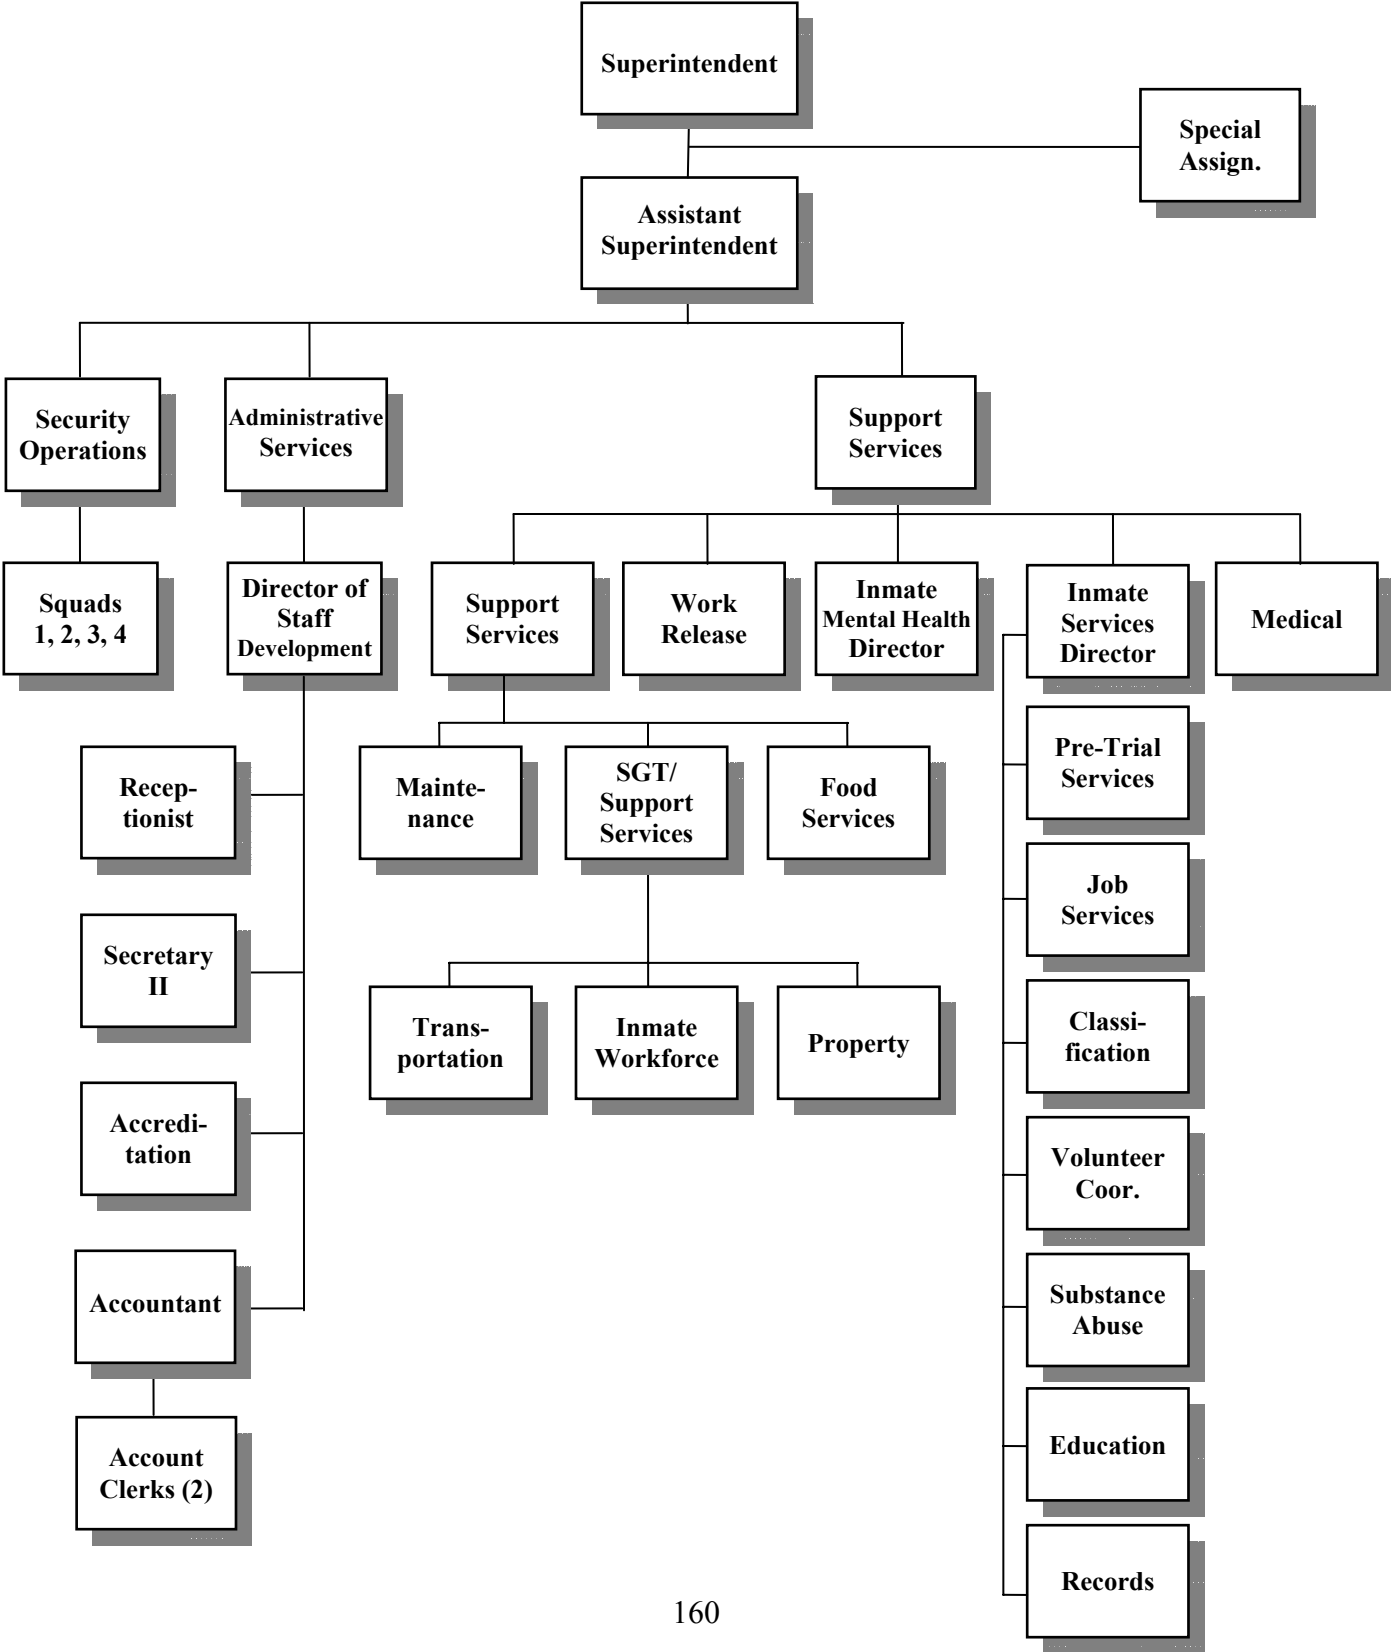 Superintendent
Special
Assign.
Assistant
Superintendent
Security
Operations
Administrative
Services
Support
Services
Squads
1, 2, 3, 4
Director of
Staff
Development
Support
Services
Work
Release
Inmate
Mental Health
Director
Inmate
Services
Director
Medical
Recep-
tionist
Mainte-
nance
SGT/
Support
Services
Food
Services
Pre-Trial
Services
Job
Services
Secretary
II
Trans-
portation
Inmate
Workforce
Property
Classi-
fication
Accredi-
tation
Volunteer
Coor.
Accountant
Substance
Abuse
Account
Clerks (2)
Education
Records
160